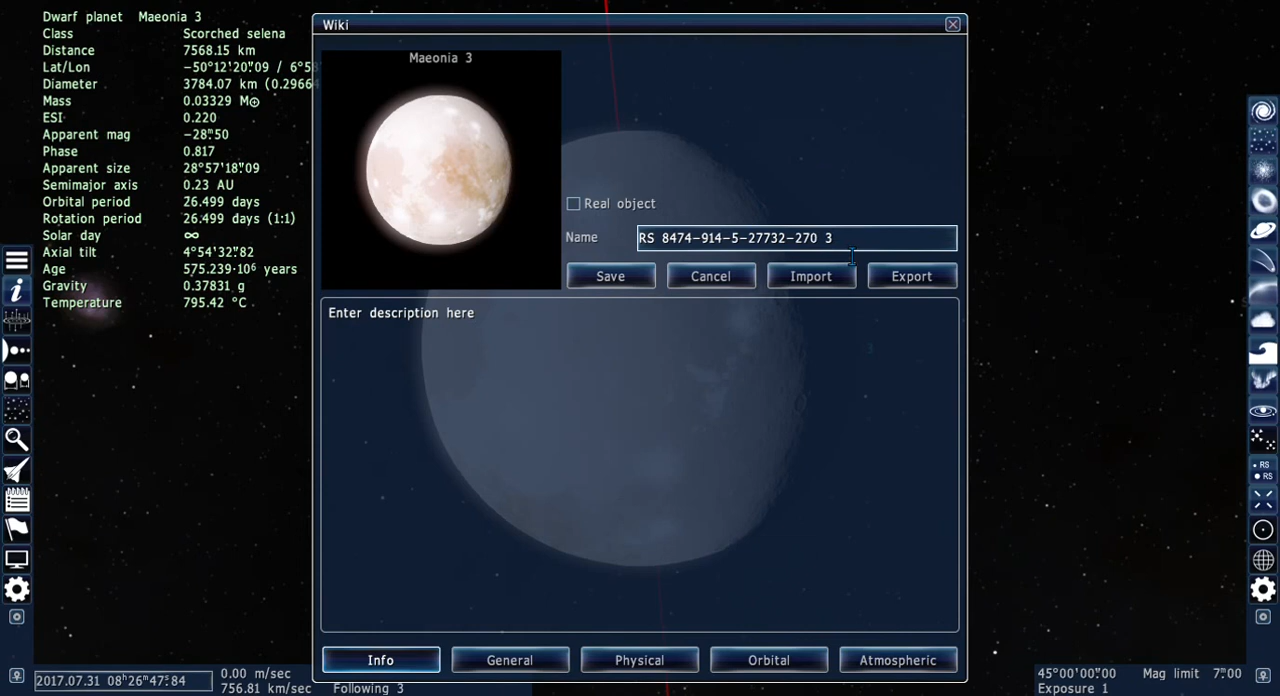 Dwarf planet Maeonia 3
Class Scorched selena
Distance 7568.15 km
Lat/Lon -50°12'20."09 / 6°58
Diameter 3784.07 km (0.29664
Mass 0.03329 M⊙
ESI 0.220
Apparent mag -28.ᵐ50
Phase 0.817
Apparent size 28°57'18."09
Semimajor axis 0.23 AU
Orbital period 26.499 days
Rotation period 26.499 days (1:1)
Solar day ∞
Axial tilt 4°54'32."82
Age 575.239·10⁶ years
Gravity 0.37831 g
Temperature 795.42 °C
Wiki
Maeonia 3
Real object
Name RS 8474-914-5-27732-270 3
Save Cancel Import Export
Enter description here
Info General Physical Orbital Atmospheric
RS
RS
2017.07.31 08ʰ26ᵐ47.ˢ84
0.00 m/sec
756.81 km/sec Following 3
45°00'00."00 Mag limit 7.ᵐ00
Exposure 1